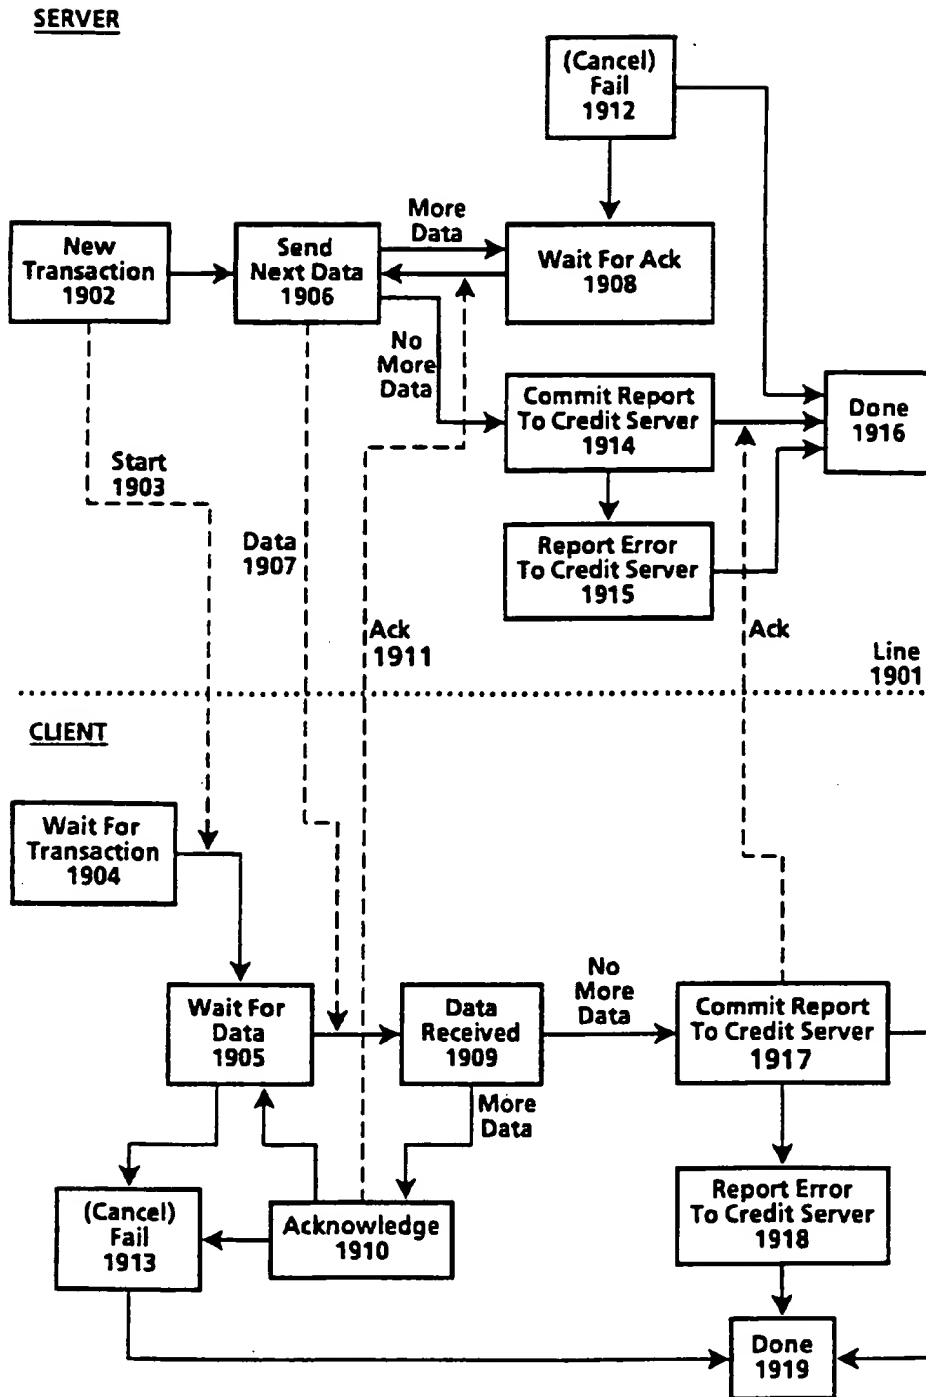 SERVER
(Cancel)
Fail
1912
New
Transaction
1902
Send
Next Data
1906
More
Data
Wait For Ack
1908
No
More
Data
Commit Report
To Credit Server
1914
Done
1916
Start
1903
Data
1907
Report Error
To Credit Server
1915
Ack
1911
Ack
Line
1901
CLIENT
Wait For
Transaction
1904
Wait For
Data
1905
Data
Received
1909
No
More
Data
Commit Report
To Credit Server
1917
More
Data
(Cancel)
Fail
1913
Acknowledge
1910
Report Error
To Credit Server
1918
Done
1919